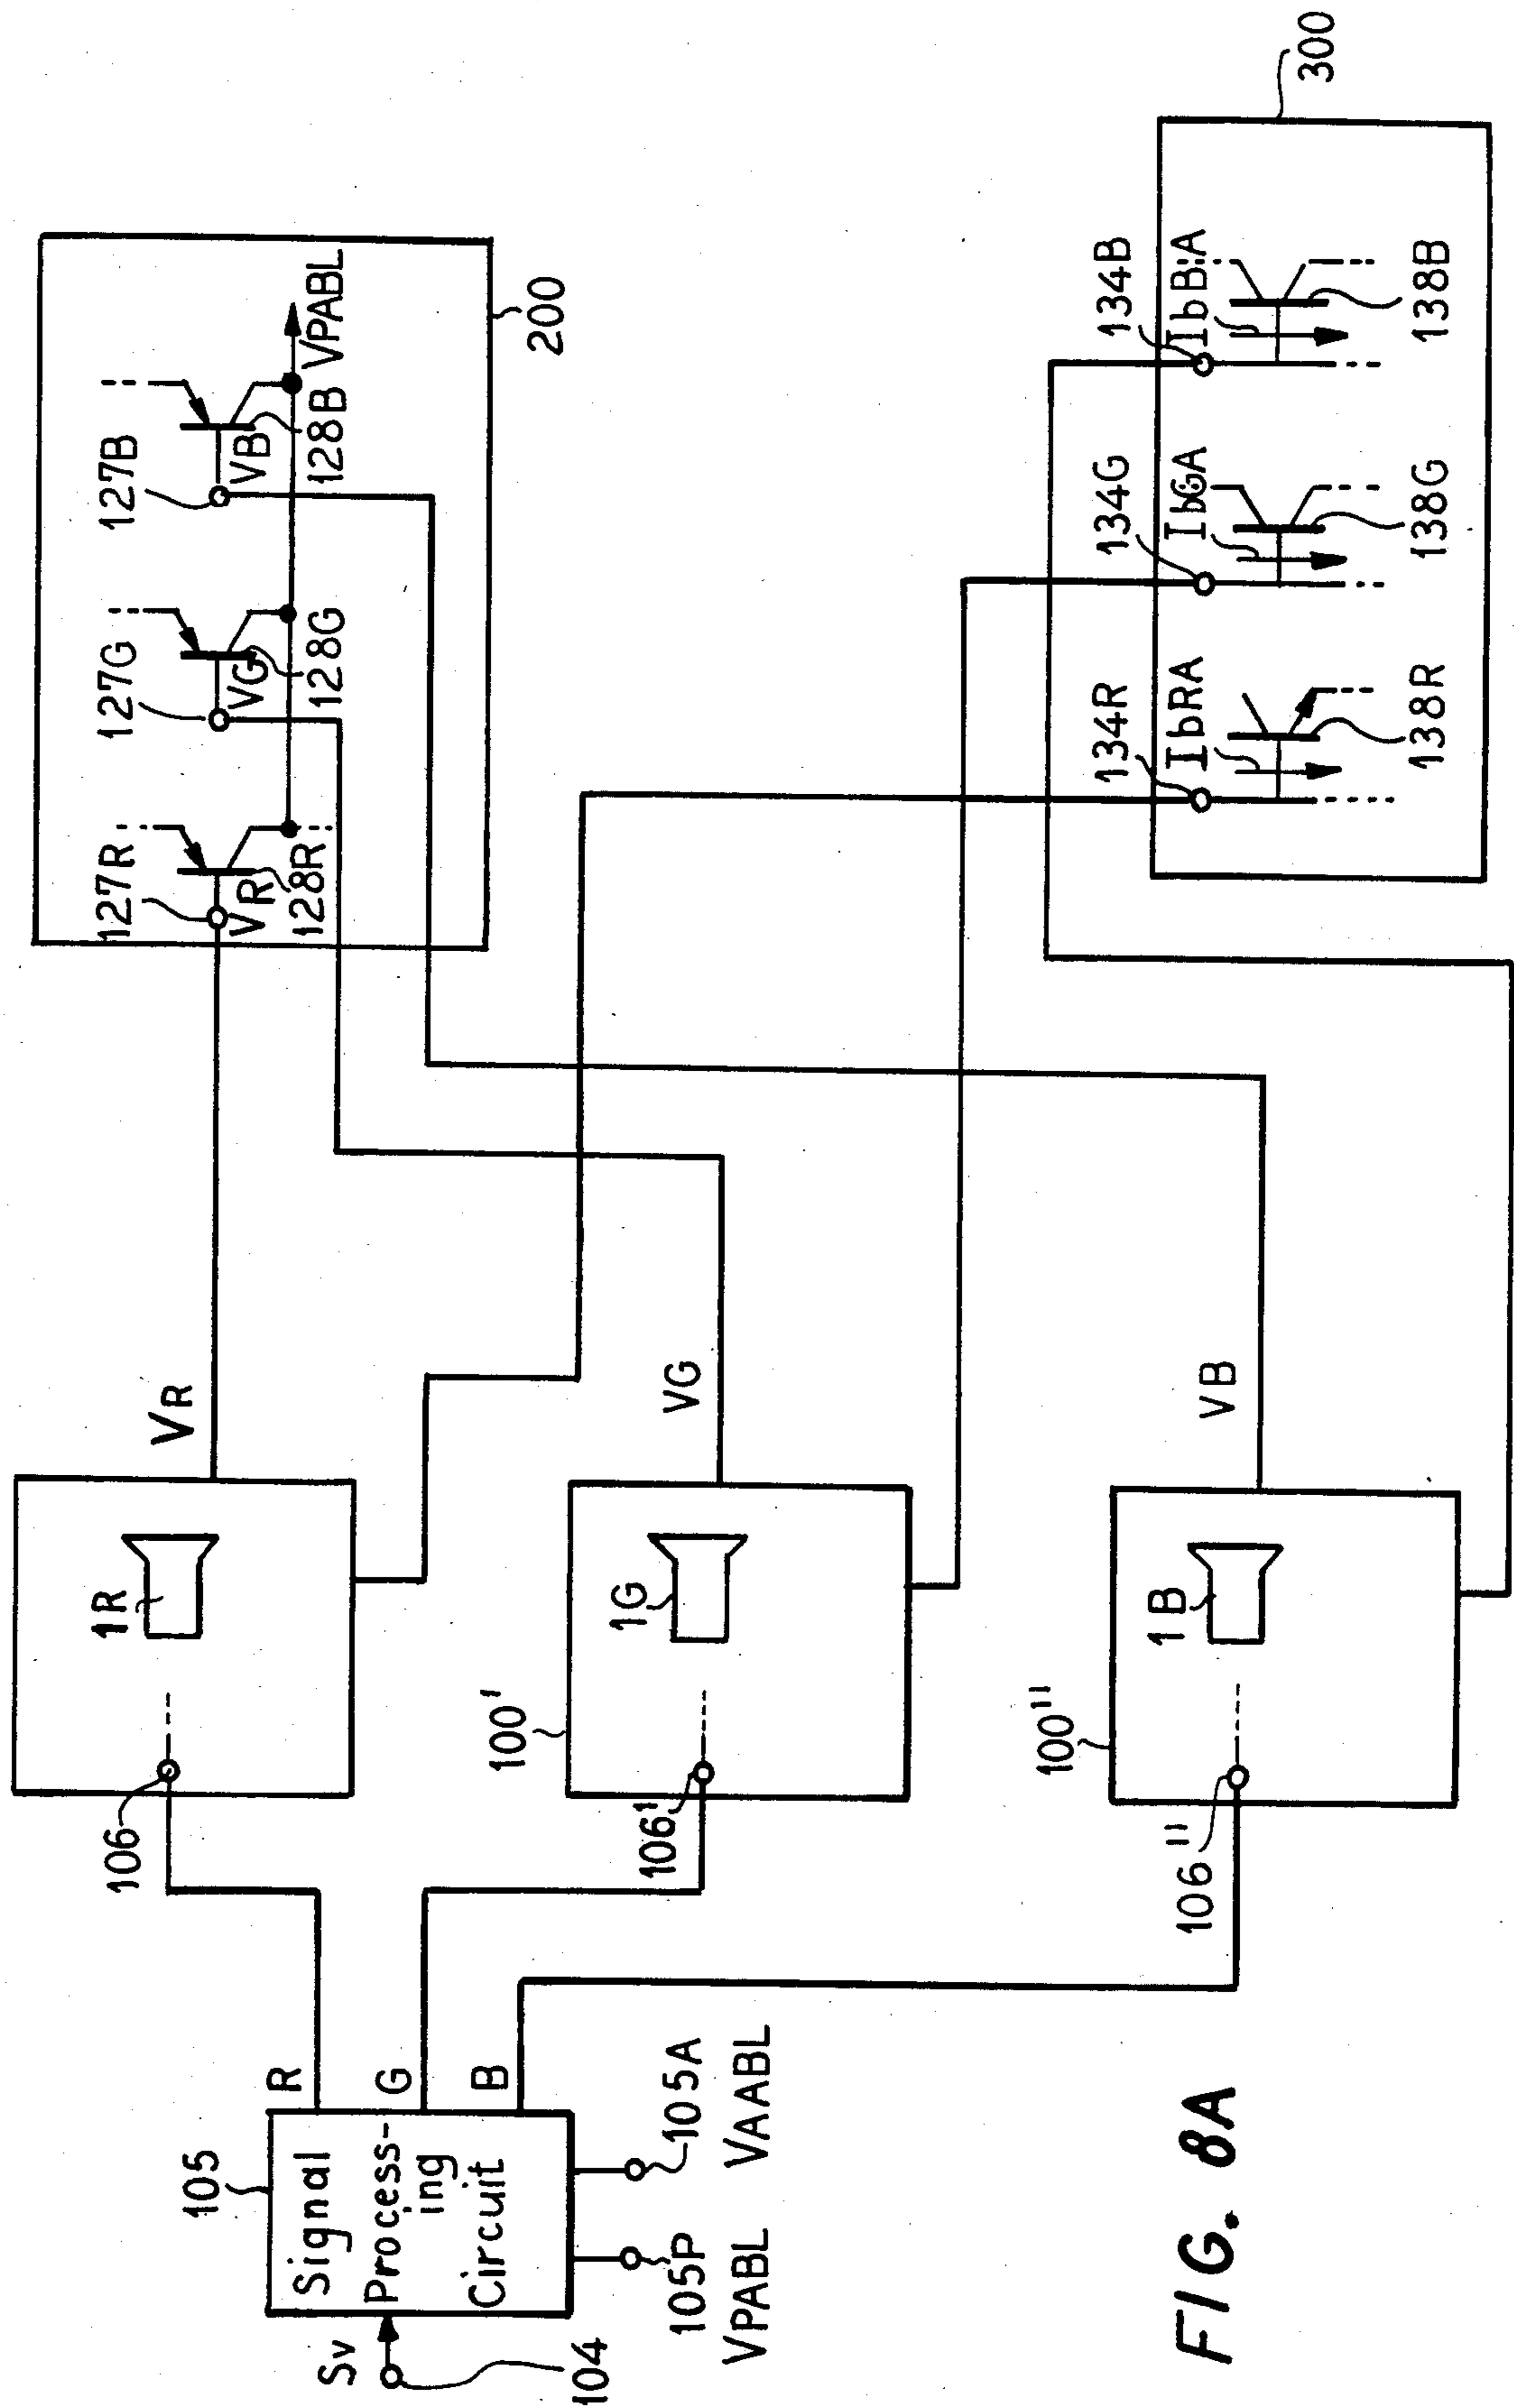 Sv
104
105
Signal
Process-
ing
Circuit
R
G
B
105P
VPABL
105A
VAABL
106
1R
VR
100'
106'
1G
VG
100''
106''
1B
VB
127R
VR
128R
127G
VG
128G
127B
VB
128B
VPABL
200
134R
IbRA
138R
134G
IbGA
138G
134B
IbBA
138B
300
FIG. 8A